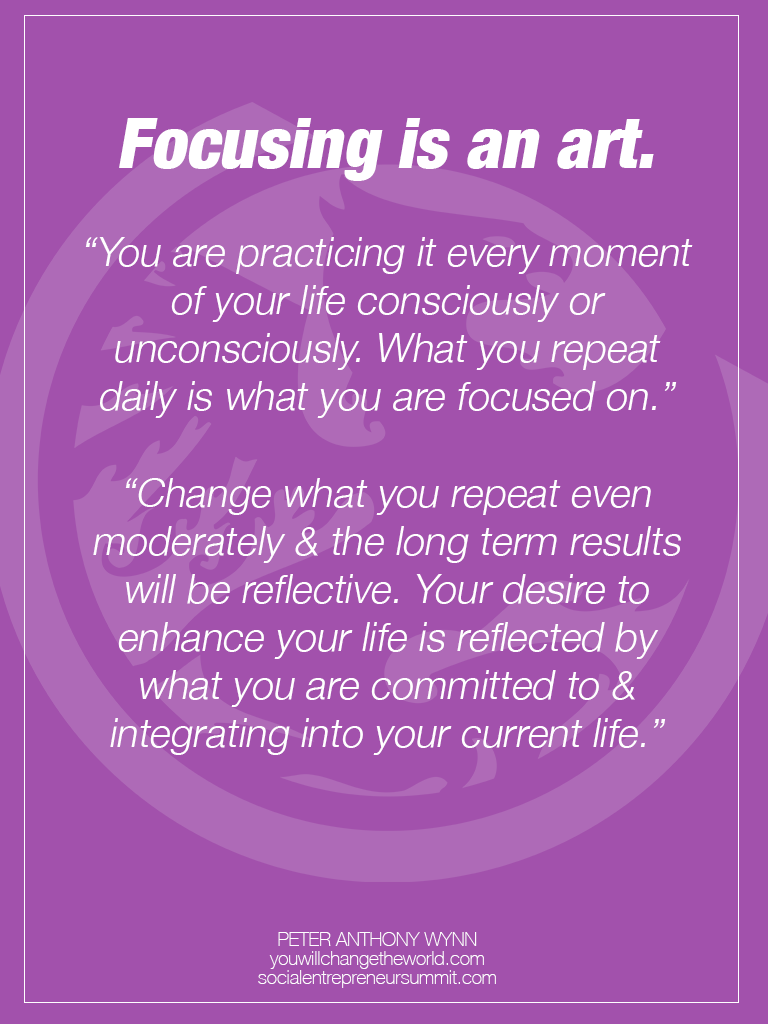 Focusing is an art.
“You are practicing it every moment
of your life consciously or
unconsciously. What you repeat
daily is what you are focused on.”
“Change what you repeat even
moderately & the long term results
will be reflective. Your desire to
enhance your life is reflected by
what you are committed to &
integrating into your current life.”
PETER ANTHONY WYNN
youwillchangetheworld.com
socialentrepreneursummit.com